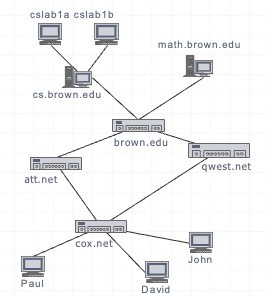 cslab1a cslab1b
math.brown.edu
cs.brown.edu
brown.edu
att.net
qwest.net
cox.net
John
Paul
David